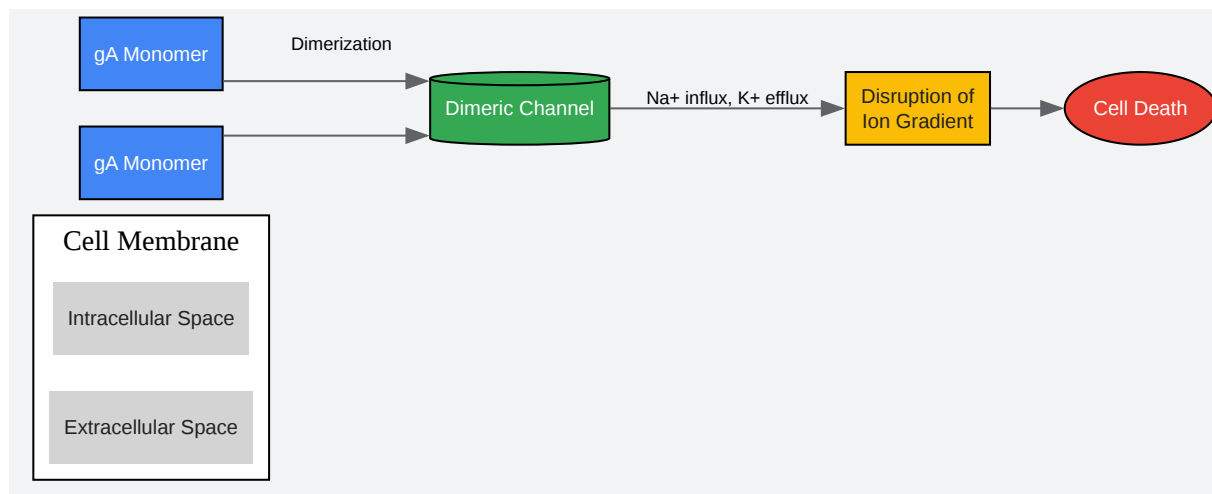 gA Monomer
Dimerization
gA Monomer
Dimeric Channel
Na+ influx, K+ efflux
Disruption of
Ion Gradient
Cell Death
Cell Membrane
Intracellular Space
Extracellular Space